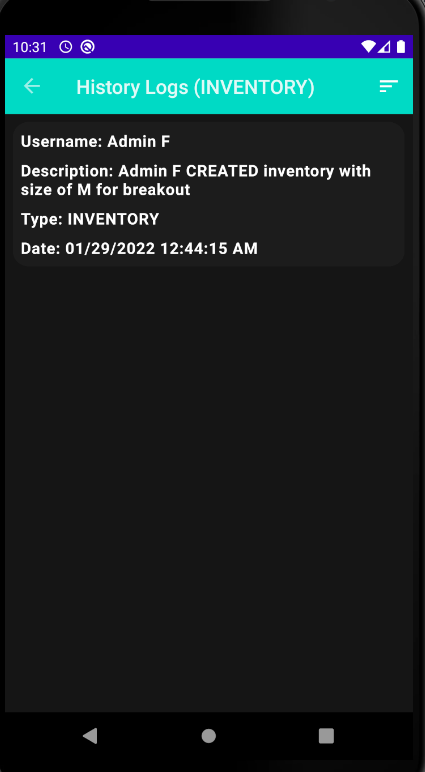 10:31
History Logs (INVENTORY)
Username: Admin F
Description: Admin F CREATED inventory with
size of M for breakout
Type: INVENTORY
Date: 01/29/2022 12:44:15 AM